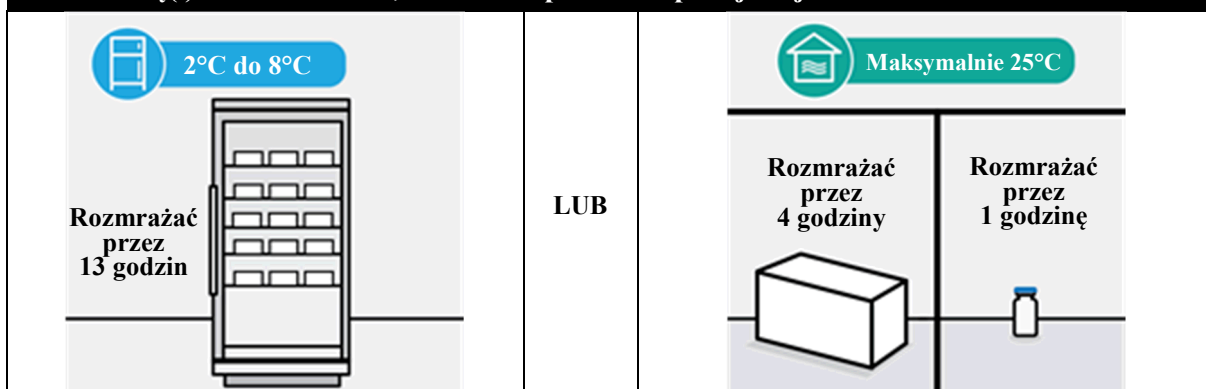 2°C do 8°C
Rozmrażać
przez
13 godzin
LUB
Maksymalnie 25°C
Rozmrażać
przez
4 godziny
Rozmrażać
przez
1 godzinę